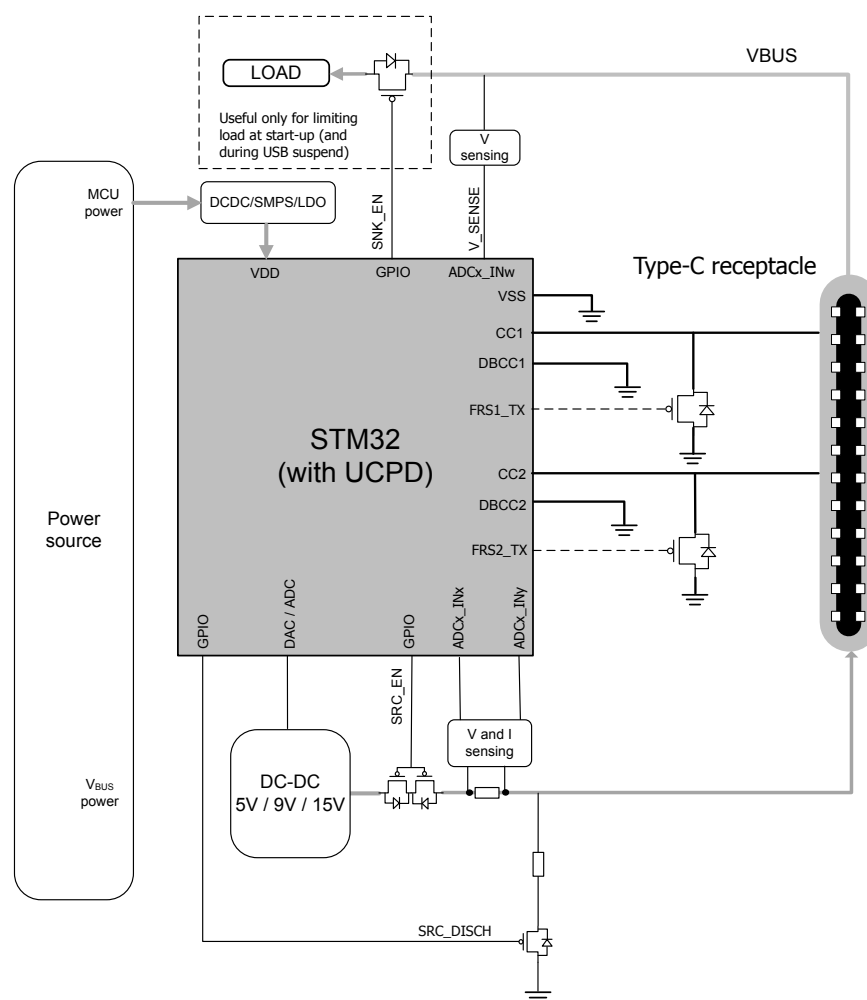 VBUS
LOAD
Useful only for limiting
load at start-up (and
during USB suspend)
V
sensing
MCU
power
DCDC/SMPS/LDO
SNK_EN
V_SENSE
Type-C receptacle
VDD
GPIO
ADCx_INw
VSS
CC1
DBCC1
FRS1_TX
STM32
(with UCPD)
CC2
DBCC2
FRS2_TX
Power
source
GPIO
DAC / ADC
GPIO
ADCx_INx
ADCx_INy
SRC_EN
V and I
sensing
DC-DC
5V / 9V / 15V
VBUS
power
SRC_DISCH